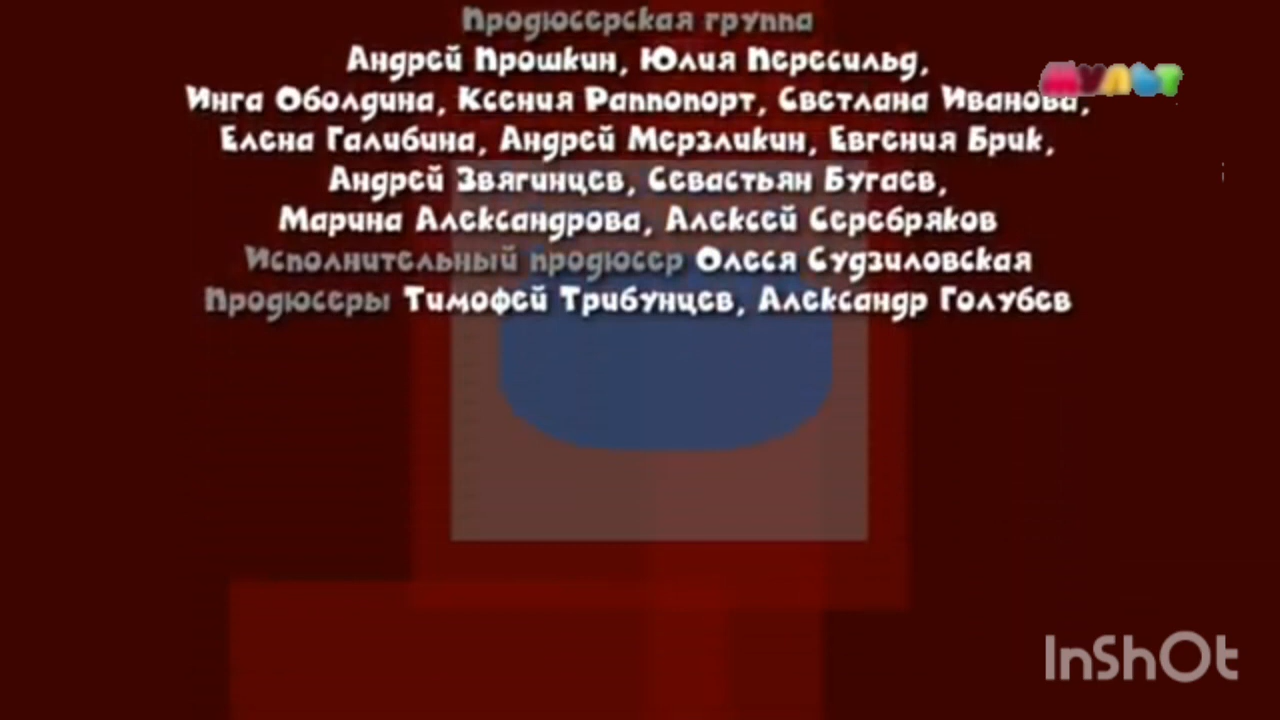 Продюсерская группа
Андрей Прошкин, Юлия Пересильд,
Инга Оболдина, Ксения Раппопорт, Светлана Иванова,
Елена Галибина, Андрей Мерзликин, Евгения Брик,
Андрей Звягинцев, Севастьян Бугаев,
Марина Александрова, Алексей Серебряков
Исполнительный продюсер Олеся Судзиловская
Продюсеры Тимофей Трибунцев, Александр Голубев
МУЛЬТ
InShOt